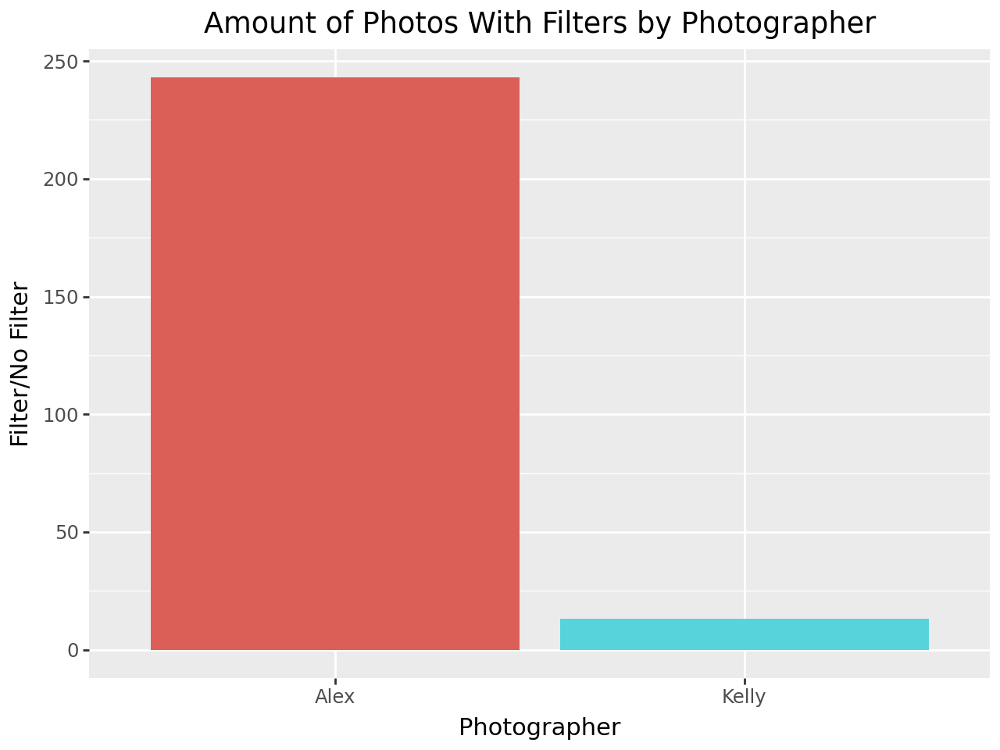 Amount of Photos With Filters by Photographer
Filter/No Filter
250
200
150
100
50
0
Alex
Kelly
Photographer